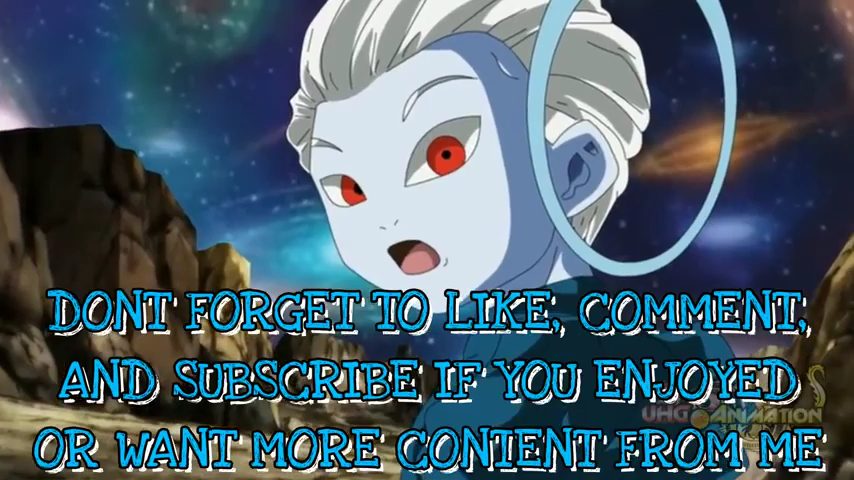 DONT FORGET TO LIKE, COMMENT,
AND SUBSCRIBE IF YOU ENJOYED
UHG ANIMATION
OR WANT MORE CONTENT FROM ME